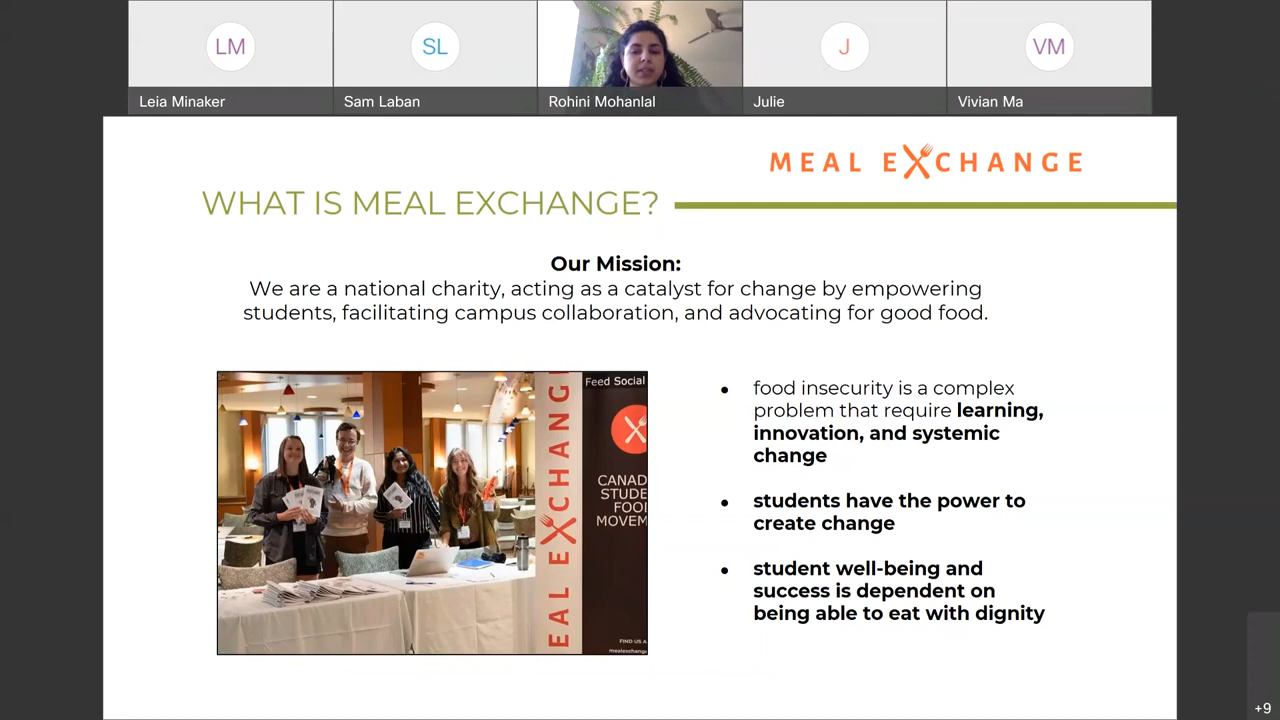 LM
SL
J
VM
Leia Minaker
Sam Laban
Rohini Mohanlal
Julie
Vivian Ma
MEAL EXCHANGE
WHAT IS MEAL EXCHANGE?
Our Mission:
We are a national charity, acting as a catalyst for change by empowering
students, facilitating campus collaboration, and advocating for good food.
EAL EXCHANG
Feed Social
CANAD
STUDE
FOO
MOVEM
FIND US A
mealexchang
• food insecurity is a complex
problem that require learning,
innovation, and systemic
change
• students have the power to
create change
• student well-being and
success is dependent on
being able to eat with dignity
+9